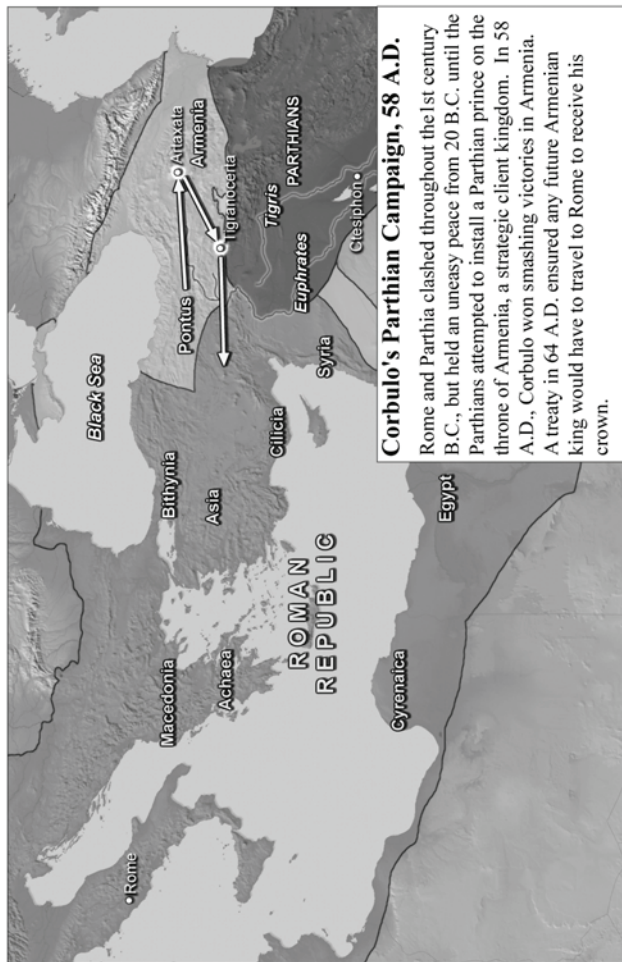 Black Sea
Pontus
Artaxata
Armenia
Tigranocerta
Tigris
PARTHIANS
Euphrates
Ctesiphon
Syria
Cilicia
Bithynia
Asia
Macedonia
Achaea
ROMAN
REPUBLIC
Rome
Cyrenaica
Egypt
Corbulo's Parthian Campaign, 58 A.D.
Rome and Parthia clashed throughout the1st century
B.C., but held an uneasy peace from 20 B.C. until the
Parthians attempted to install a Parthian prince on the
throne of Armenia, a strategic client kingdom. In 58
A.D., Corbulo won smashing victories in Armenia.
A treaty in 64 A.D. ensured any future Armenian
king would have to travel to Rome to receive his
crown.